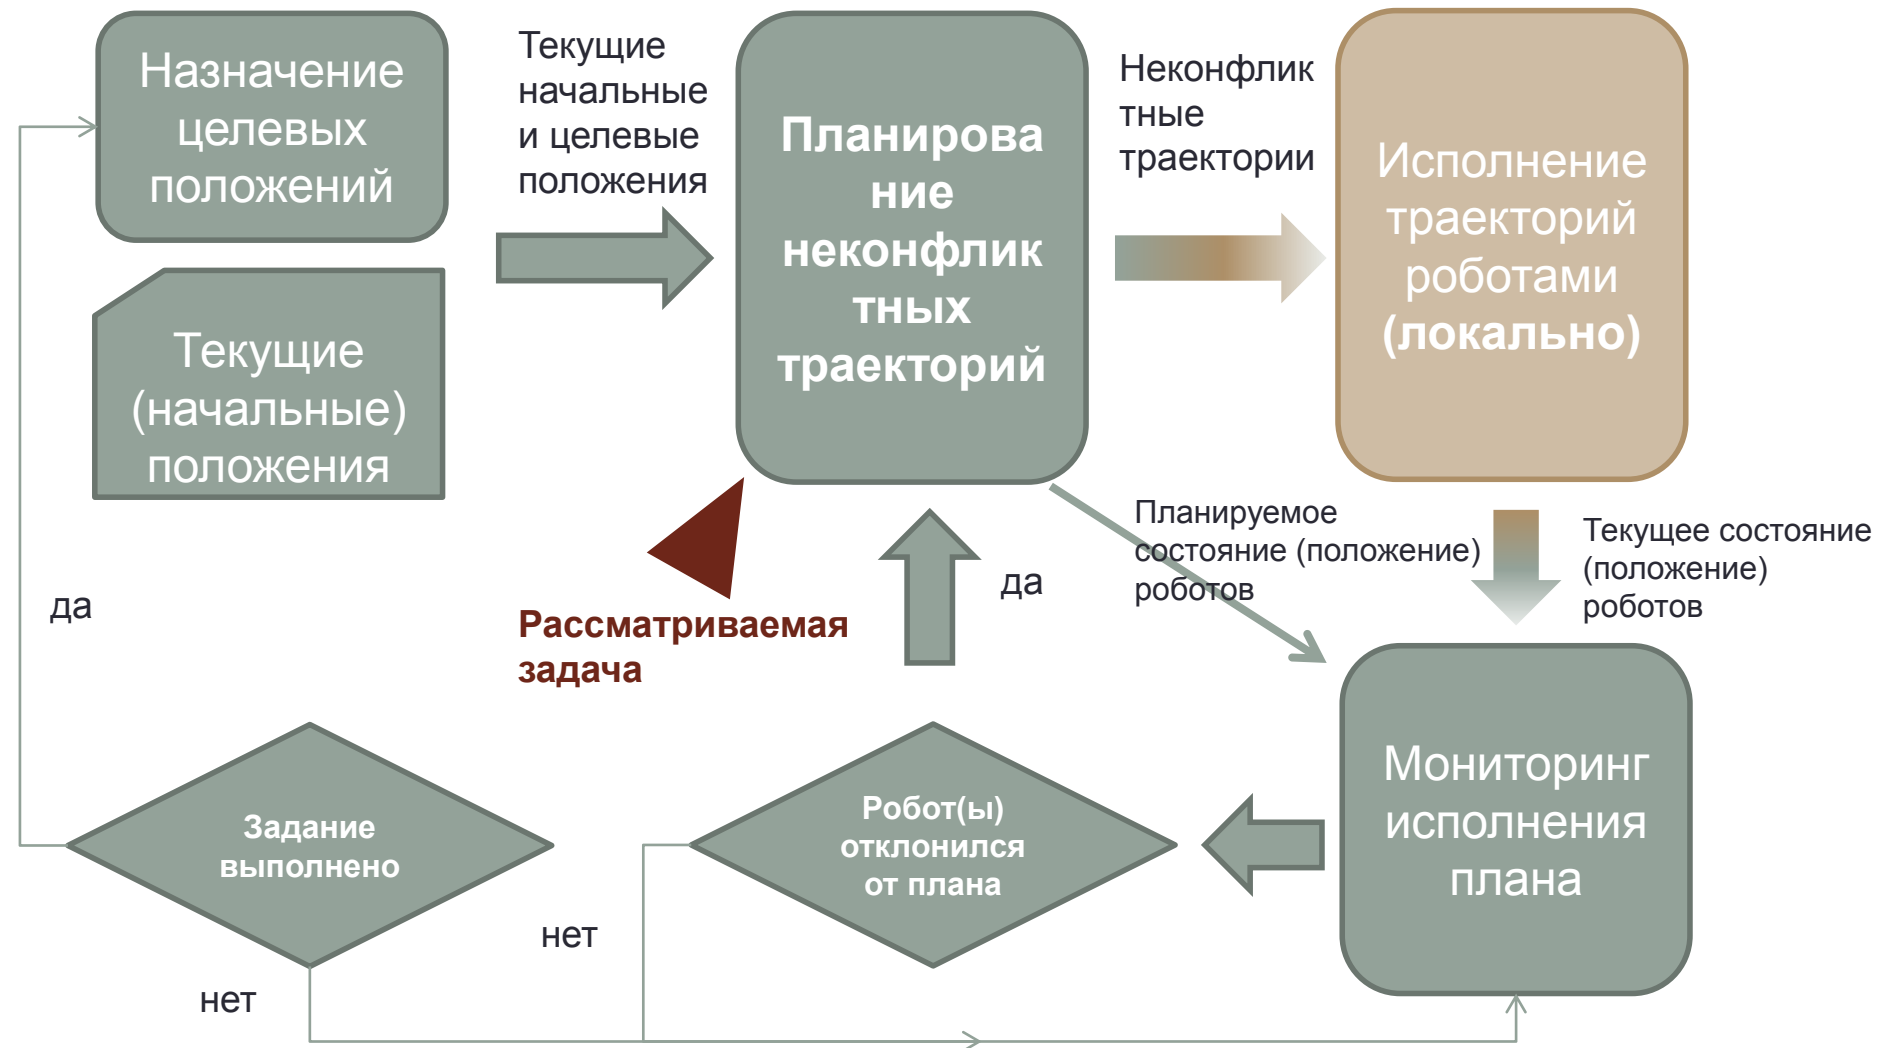 Назначение
целевых
положений
Текущие
(начальные)
положения
Текущие
начальные
и целевые
положения
Планирова
ние
неконфлик
тных
траекторий
Неконфлик
тные
траектории
Исполнение
траекторий
роботами
(локально)
Планируемое
состояние (положение)
роботов
Текущее состояние
(положение)
роботов
да
да
Рассматриваемая
задача
Задание
выполнено
Робот(ы)
отклонился
от плана
Мониторинг
исполнения
плана
нет
нет